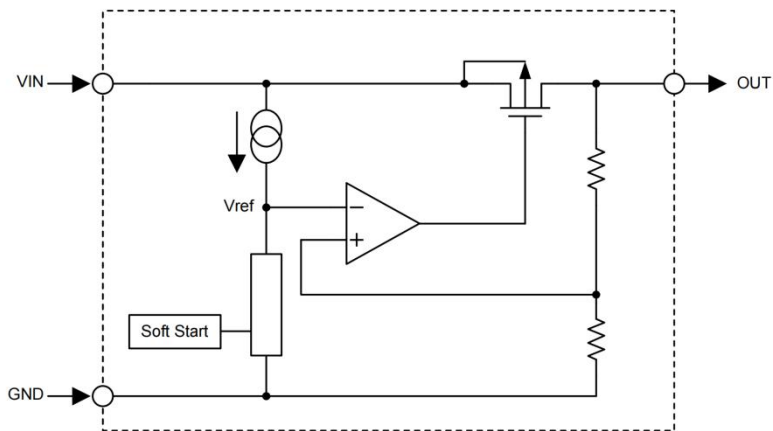 VIN
OUT
Vref
−
+
Soft Start
GND